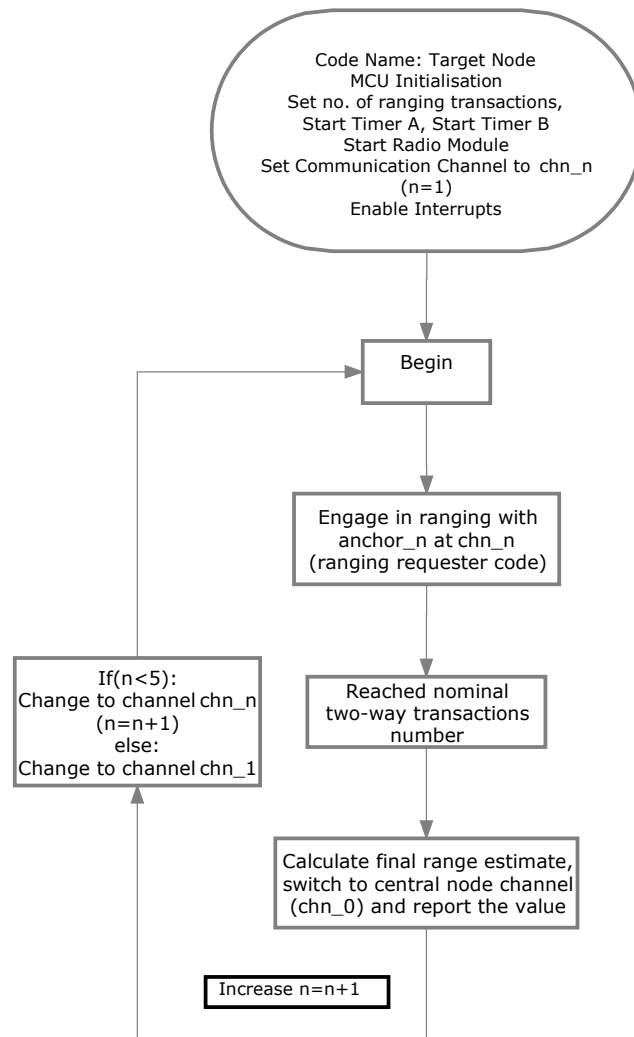 Code Name: Target Node
MCU Initialisation
Set no. of ranging transactions,
Start Timer A, Start Timer B
Start Radio Module
Set Communication Channel to chn_n
(n=1)
Enable Interrupts
Begin
Engage in ranging with
anchor_n at chn_n
(ranging requester code)
Reached nominal
two-way transactions
number
Calculate final range estimate,
switch to central node channel
(chn_0) and report the value
Increase n=n+1
If(n<5):
Change to channel chn_n
(n=n+1)
else:
Change to channel chn_1